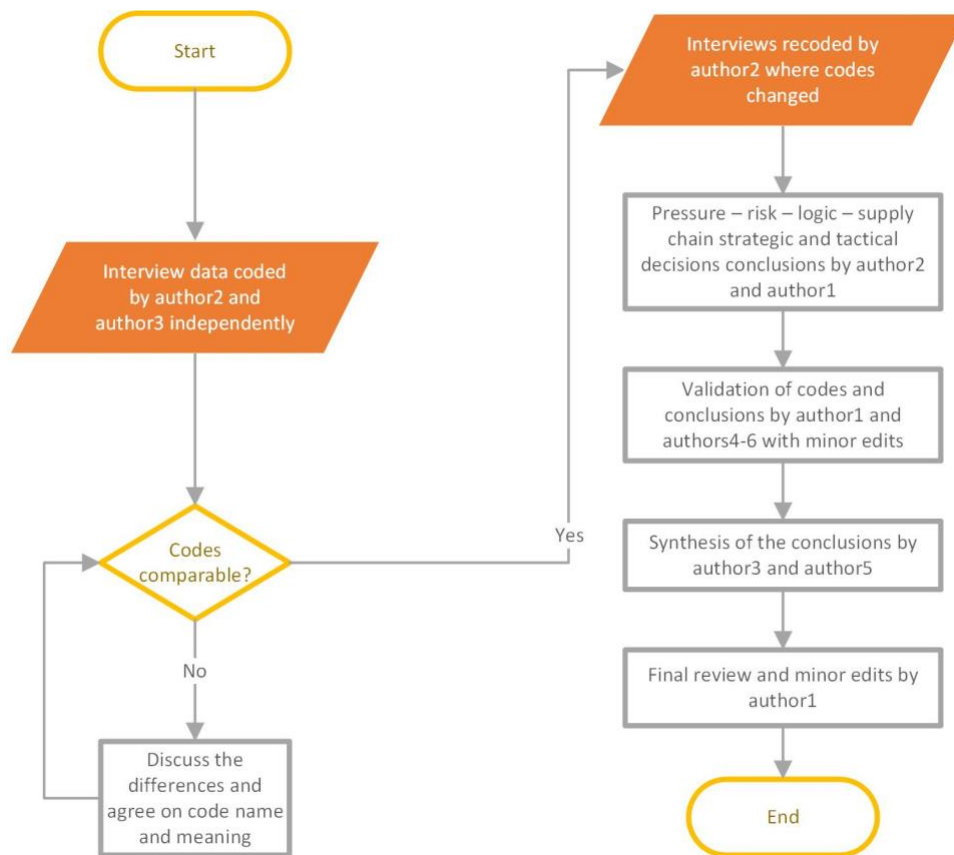 Start
Interview data coded
by author2 and
author3 independently
Codes
comparable?
No
Discuss the
differences and
agree on code name
and meaning
Yes
Interviews recoded by
author2 where codes
changed
Pressure – risk – logic – supply
chain strategic and tactical
decisions conclusions by author2
and author1
Validation of codes and
conclusions by author1 and
authors4-6 with minor edits
Synthesis of the conclusions by
author3 and author5
Final review and minor edits by
author1
End